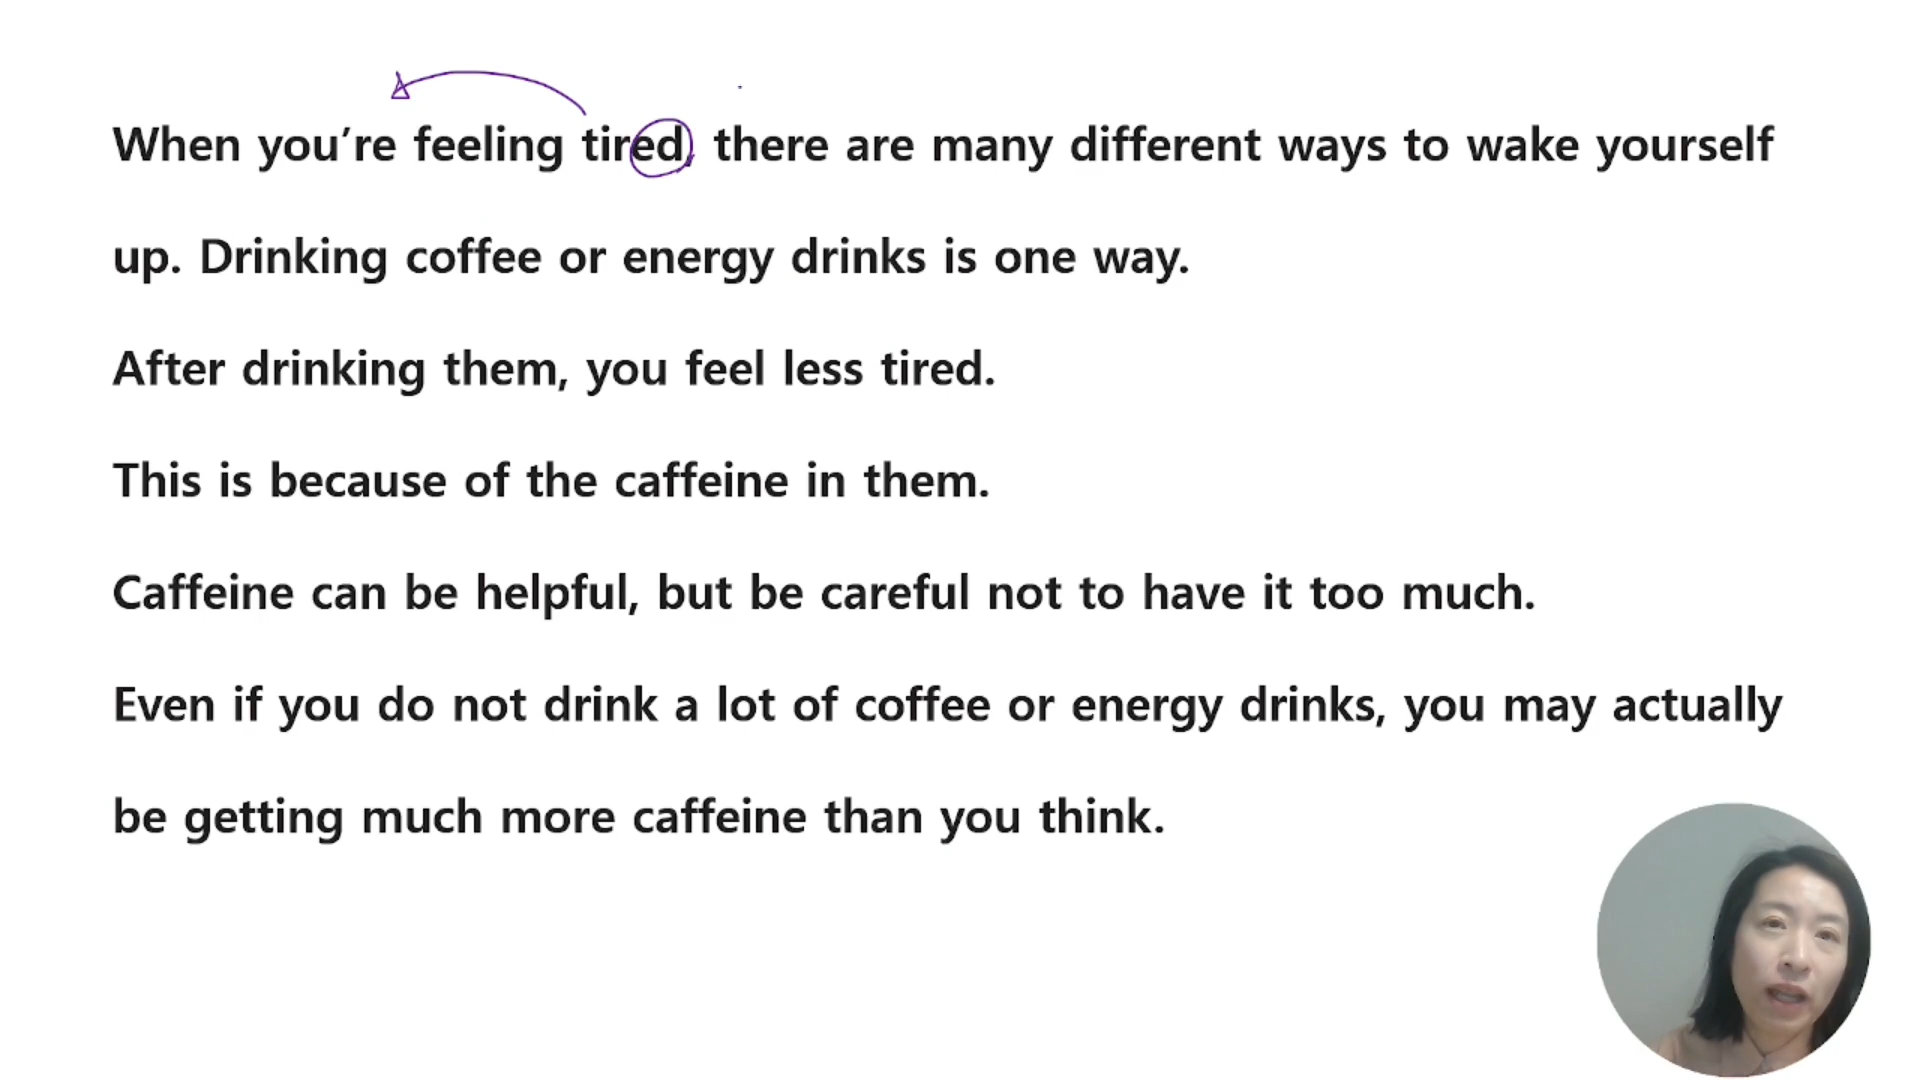 When you’re feeling tired, there are many different ways to wake yourself
up. Drinking coffee or energy drinks is one way.
After drinking them, you feel less tired.
This is because of the caffeine in them.
Caffeine can be helpful, but be careful not to have it too much.
Even if you do not drink a lot of coffee or energy drinks, you may actually
be getting much more caffeine than you think.